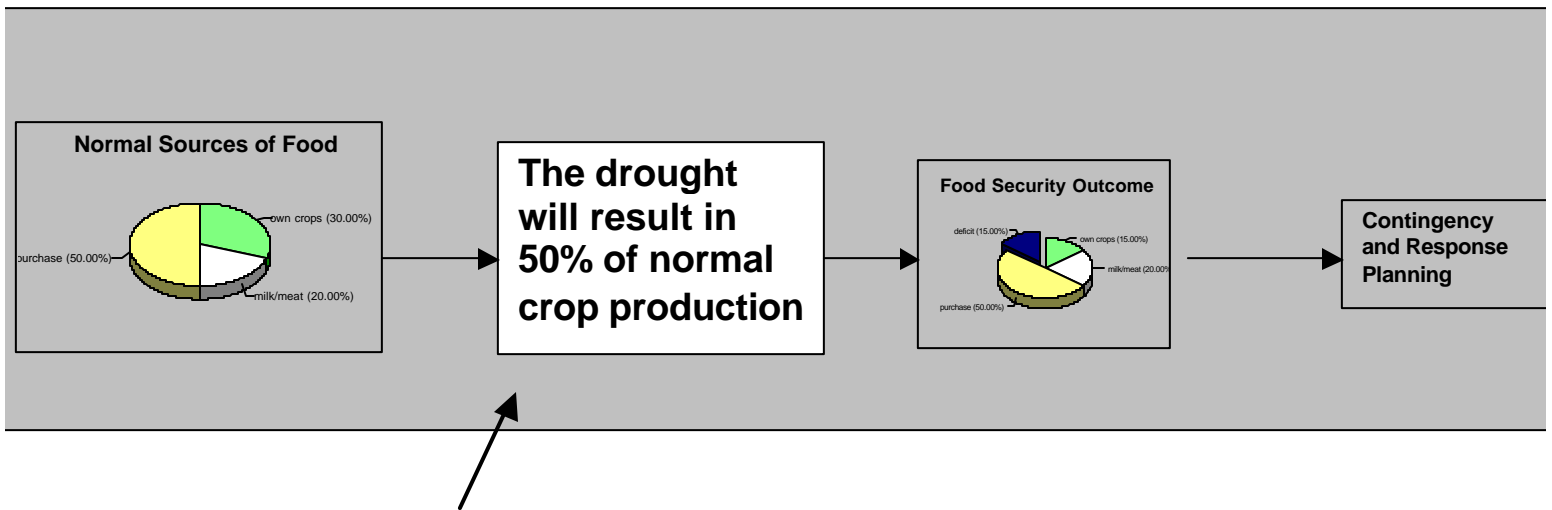 Normal Sources of Food
own crops (30.00%)
purchase (50.00%)
milk/meat (20.00%)
The drought
will result in
50% of normal
crop production
Food Security Outcome
deficit (15.00%)
own crops (15.00%)
milk/meat (20.00%
purchase (50.00%)
Contingency
and Response
Planning